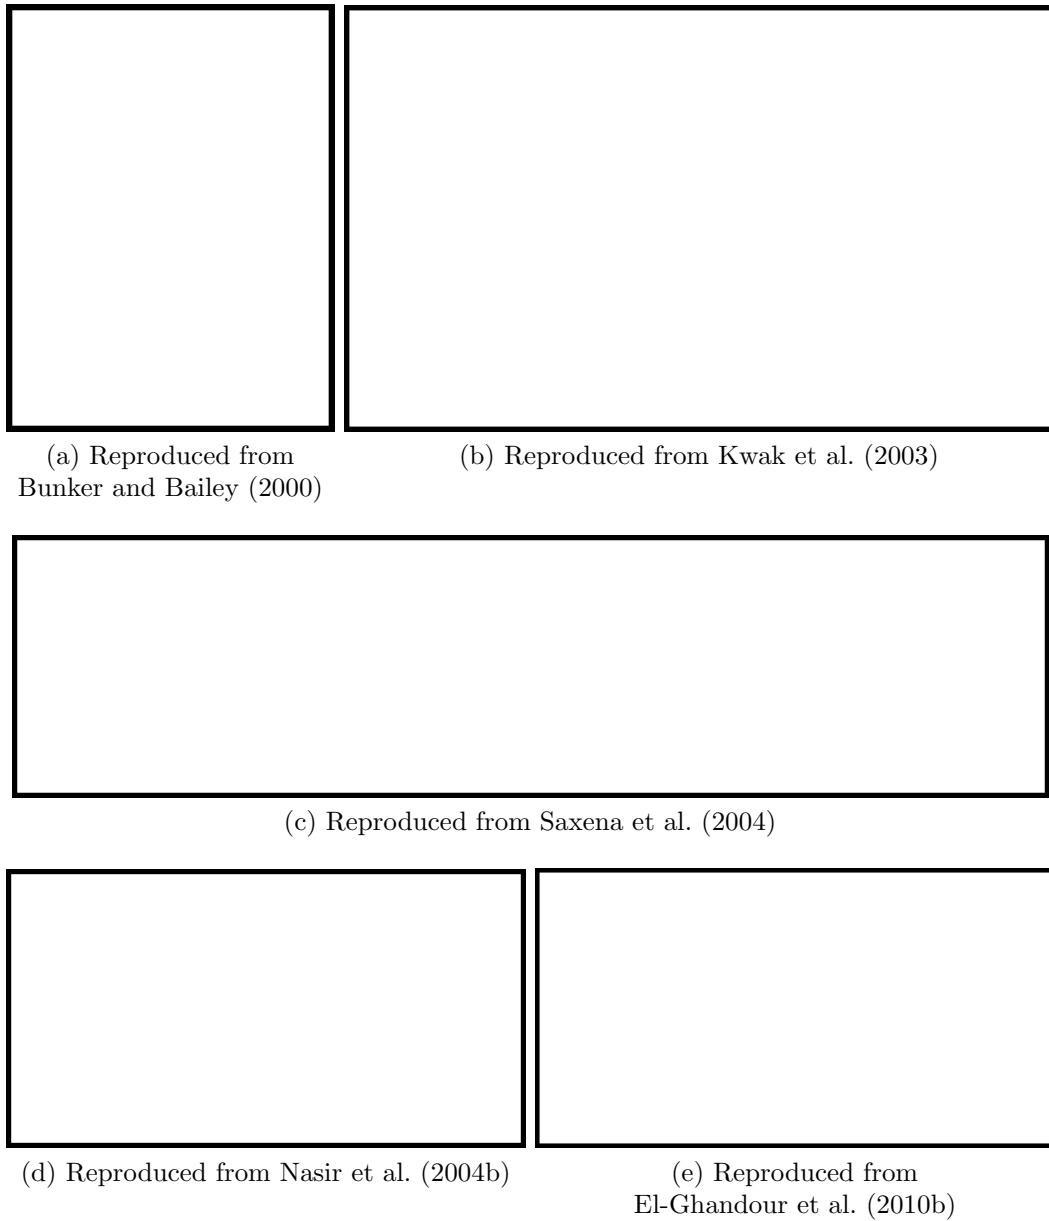 (a) Reproduced from
Bunker and Bailey (2000)
(b) Reproduced from Kwak et al. (2003)
(c) Reproduced from Saxena et al. (2004)
(d) Reproduced from Nasir et al. (2004b)
(e) Reproduced from
El-Ghandour et al. (2010b)